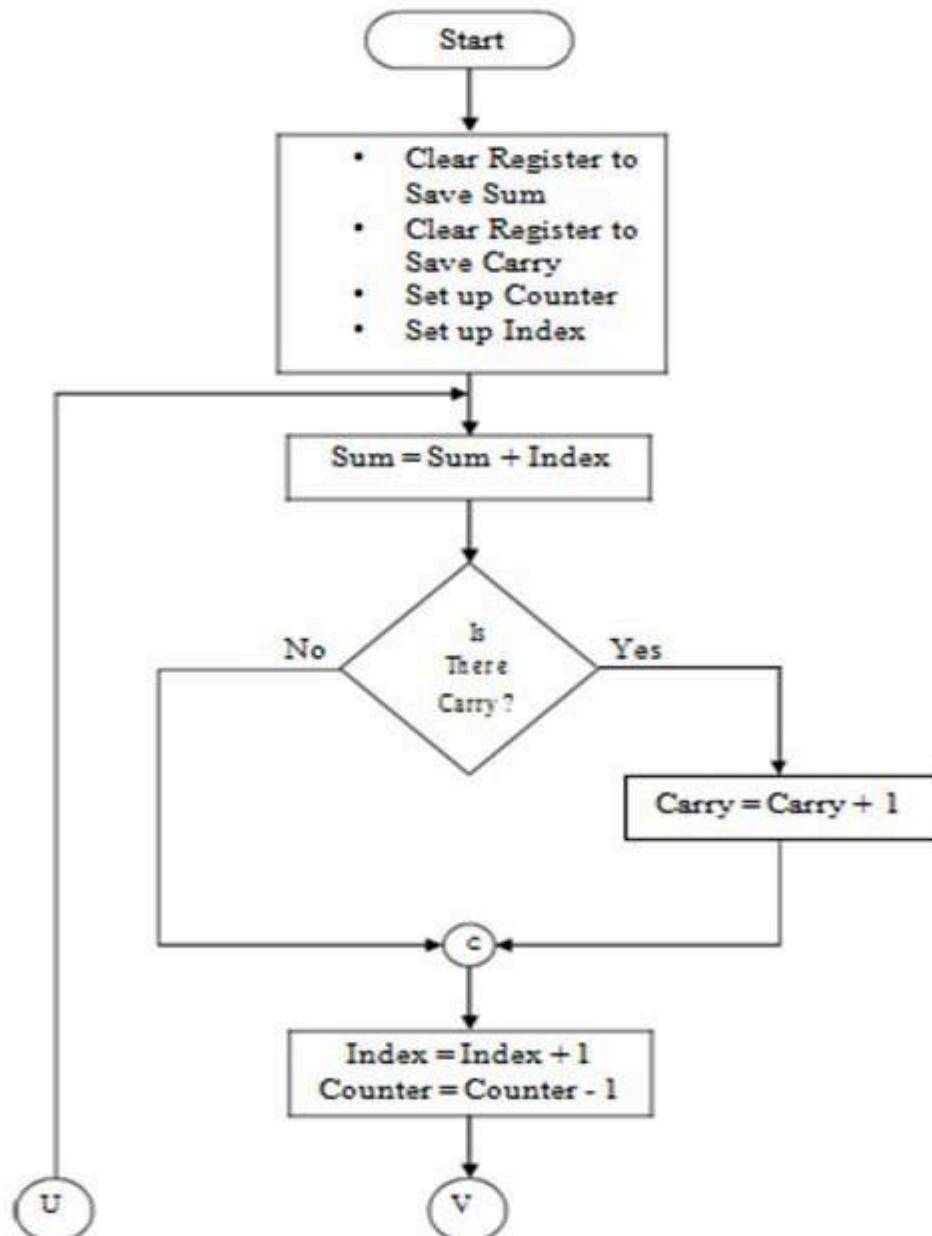 Start
• Clear Register to
Save Sum
• Clear Register to
Save Carry
• Set up Counter
• Set up Index
Sum = Sum + Index
Is
There
Carry ?
No
Yes
Carry = Carry + 1
c
Index = Index + 1
Counter = Counter - 1
U
V